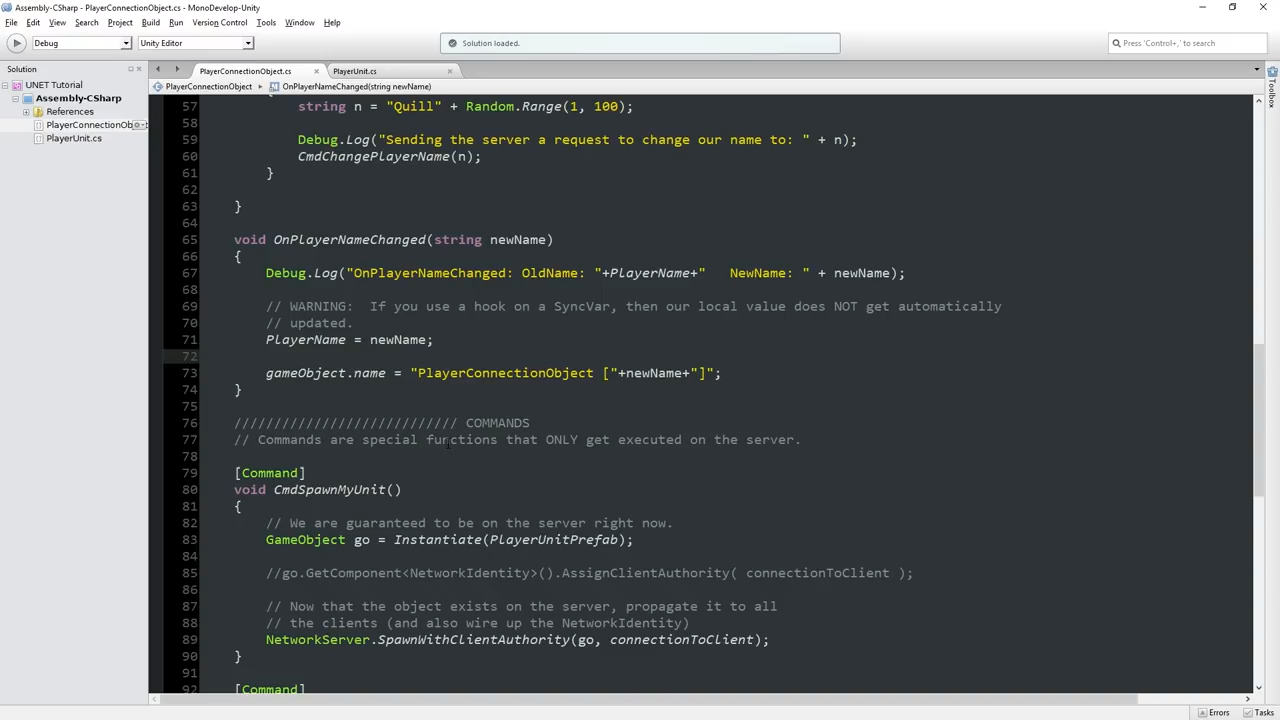 Assembly-CSharp - PlayerConnectionObject.cs - MonoDevelop-Unity
File Edit View Search Project Build Run Version Control Tools Window Help
Debug Unity Editor Solution loaded. Press 'Control+,' to search
Solution PlayerConnectionObject.cs PlayerUnit.cs
UNET Tutorial PlayerConnectionObject OnPlayerNameChanged(string newName)
Assembly-CSharp
References
PlayerConnectionObj
PlayerUnit.cs
Toolbox
57 string n = "Quill" + Random.Range(1, 100);
58
59 Debug.Log("Sending the server a request to change our name to: " + n);
60 CmdChangePlayerName(n);
61 }
62
63 }
64
65 void OnPlayerNameChanged(string newName)
66 {
67 Debug.Log("OnPlayerNameChanged: OldName: "+PlayerName+"   NewName: " + newName);
68
69 // WARNING:  If you use a hook on a SyncVar, then our local value does NOT get automatically
70 // updated.
71 PlayerName = newName;
72
73 gameObject.name = "PlayerConnectionObject ["+newName+"]";
74 }
75
76 //////////////////////////// COMMANDS
77 // Commands are special functions that ONLY get executed on the server.
78
79 [Command]
80 void CmdSpawnMyUnit()
81 {
82 // We are guaranteed to be on the server right now.
83 GameObject go = Instantiate(PlayerUnitPrefab);
84
85 //go.GetComponent<NetworkIdentity>().AssignClientAuthority( connectionToClient );
86
87 // Now that the object exists on the server, propagate it to all
88 // the clients (and also wire up the NetworkIdentity)
89 NetworkServer.SpawnWithClientAuthority(go, connectionToClient);
90 }
91
92 [Command]
Errors Tasks